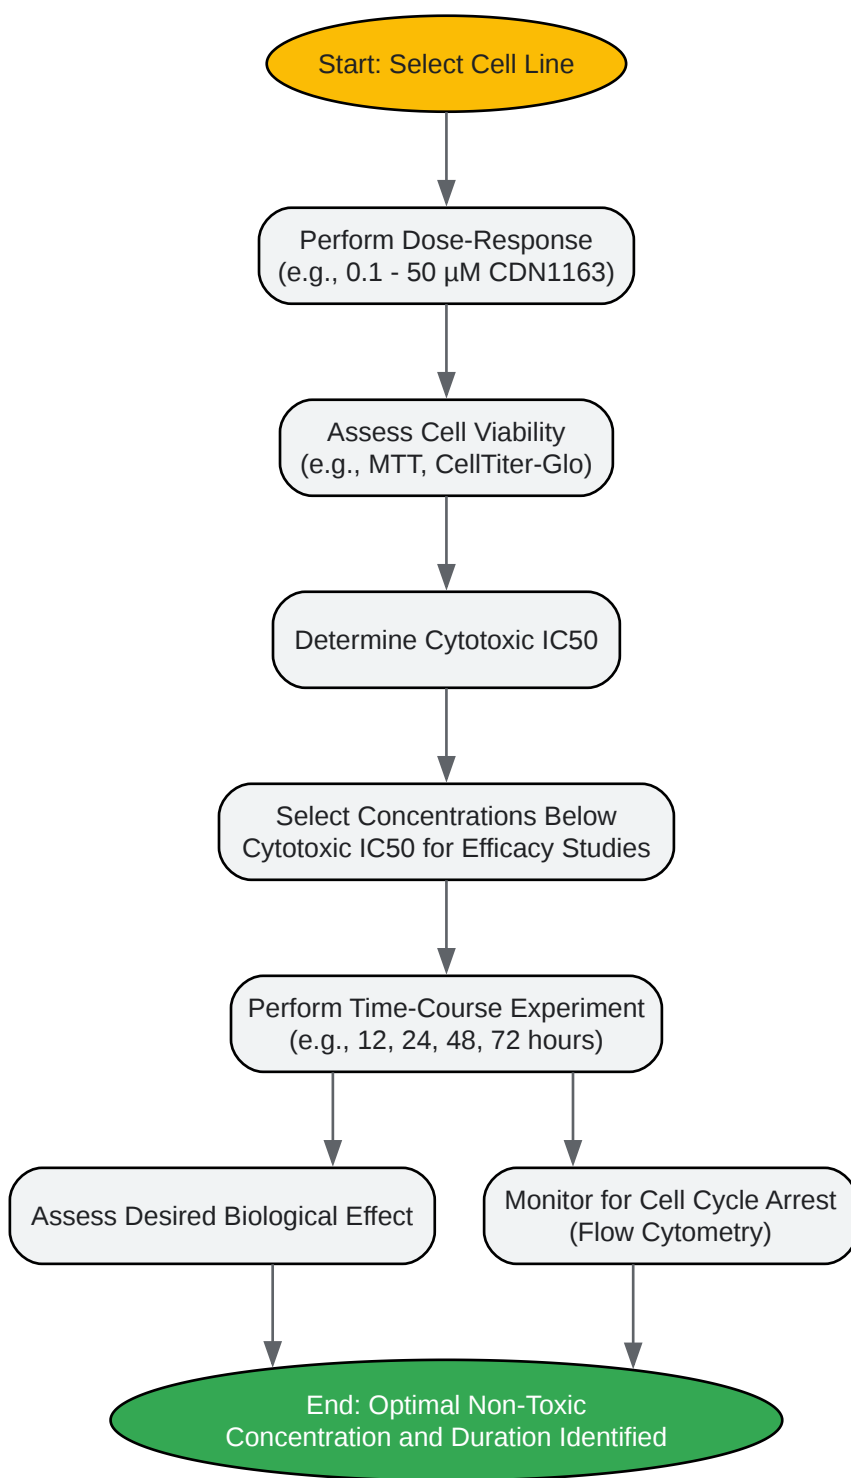 Start: Select Cell Line
Perform Dose-Response
(e.g., 0.1 - 50 µM CDN1163)
Assess Cell Viability
(e.g., MTT, CellTiter-Glo)
Determine Cytotoxic IC50
Select Concentrations Below
Cytotoxic IC50 for Efficacy Studies
Perform Time-Course Experiment
(e.g., 12, 24, 48, 72 hours)
Assess Desired Biological Effect
Monitor for Cell Cycle Arrest
(Flow Cytometry)
End: Optimal Non-Toxic
Concentration and Duration Identified